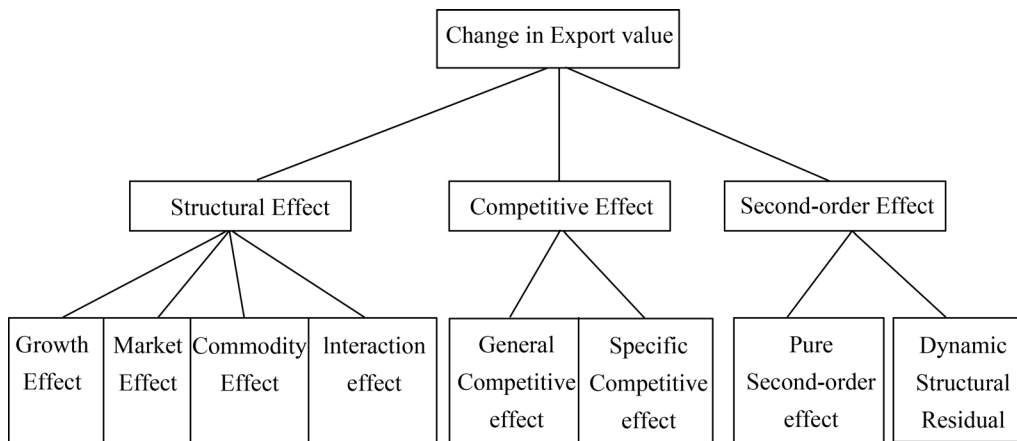 Change in Export value
Structural Effect
Competitive Effect
Second-order Effect
Growth
Effect
Market
Effect
Commodity
Effect
Interaction
effect
General
Competitive
effect
Specific
Competitive
effect
Pure
Second-order
effect
Dynamic
Structural
Residual